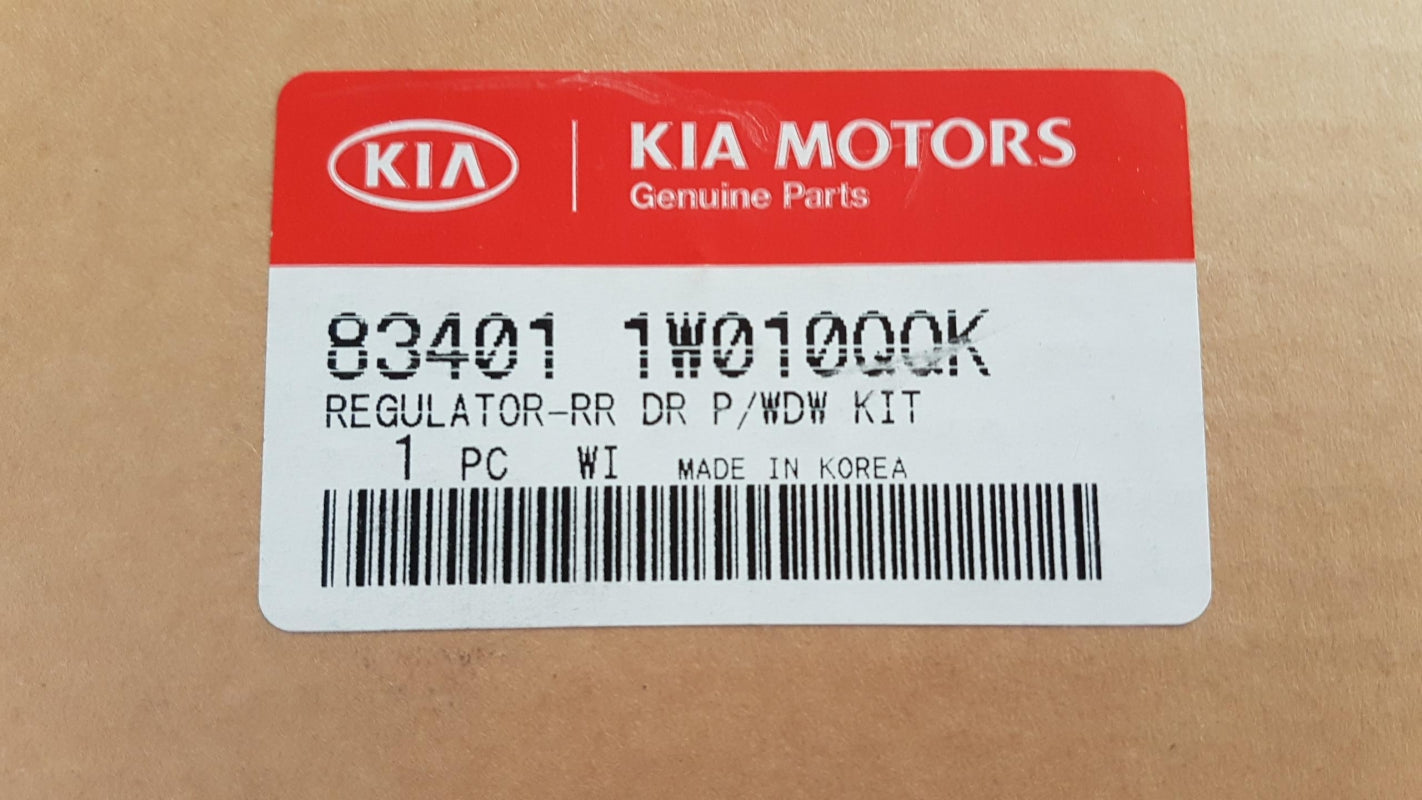 KIA
KIA MOTORS
Genuine Parts
83401 1W010QQK
REGULATOR-RR DR P/WDW KIT
1 PC WI MADE IN KOREA